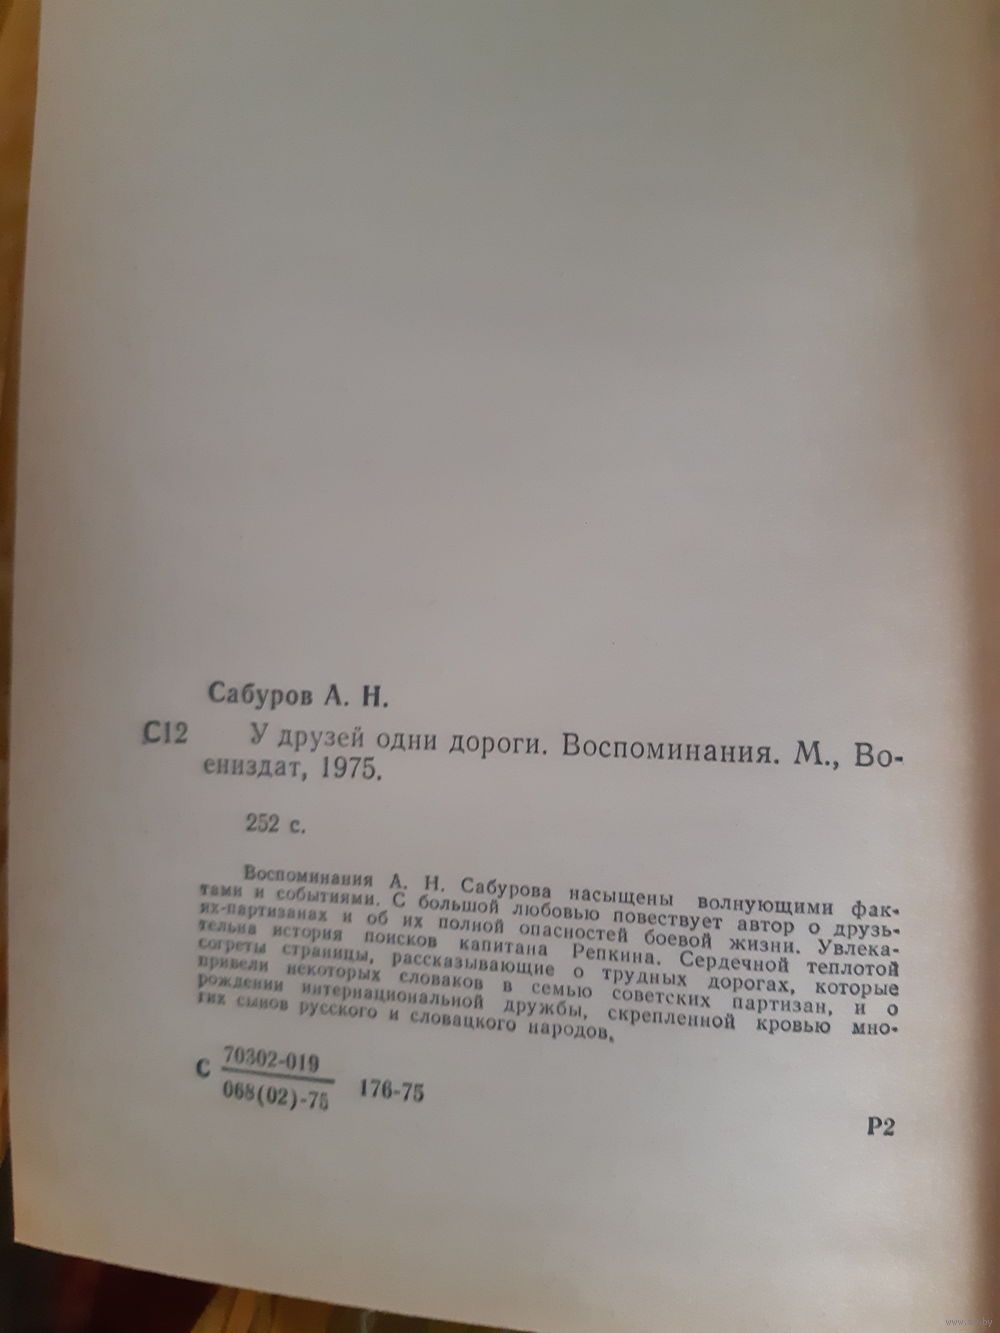 Сабуров А. Н.
С12 У друзей одни дороги. Воспоминания. М., Во-
ениздат, 1975.
252 с.
Воспоминания А. Н. Сабурова насыщены волнующими фак-
тами и событиями. С большой любовью повествует автор о друзь-
ях-партизанах и об их полной опасностей боевой жизни. Увлека-
тельна история поисков капитана Репкина. Сердечной теплотой
согреты страницы, рассказывающие о трудных дорогах, которые
привели некоторых словаков в семью советских партизан, и о
рождении интернациональной дружбы, скрепленной кровью мно-
гих сынов русского и словацкого народов.
С 70302-019
068(02)-75 176-75
Р2